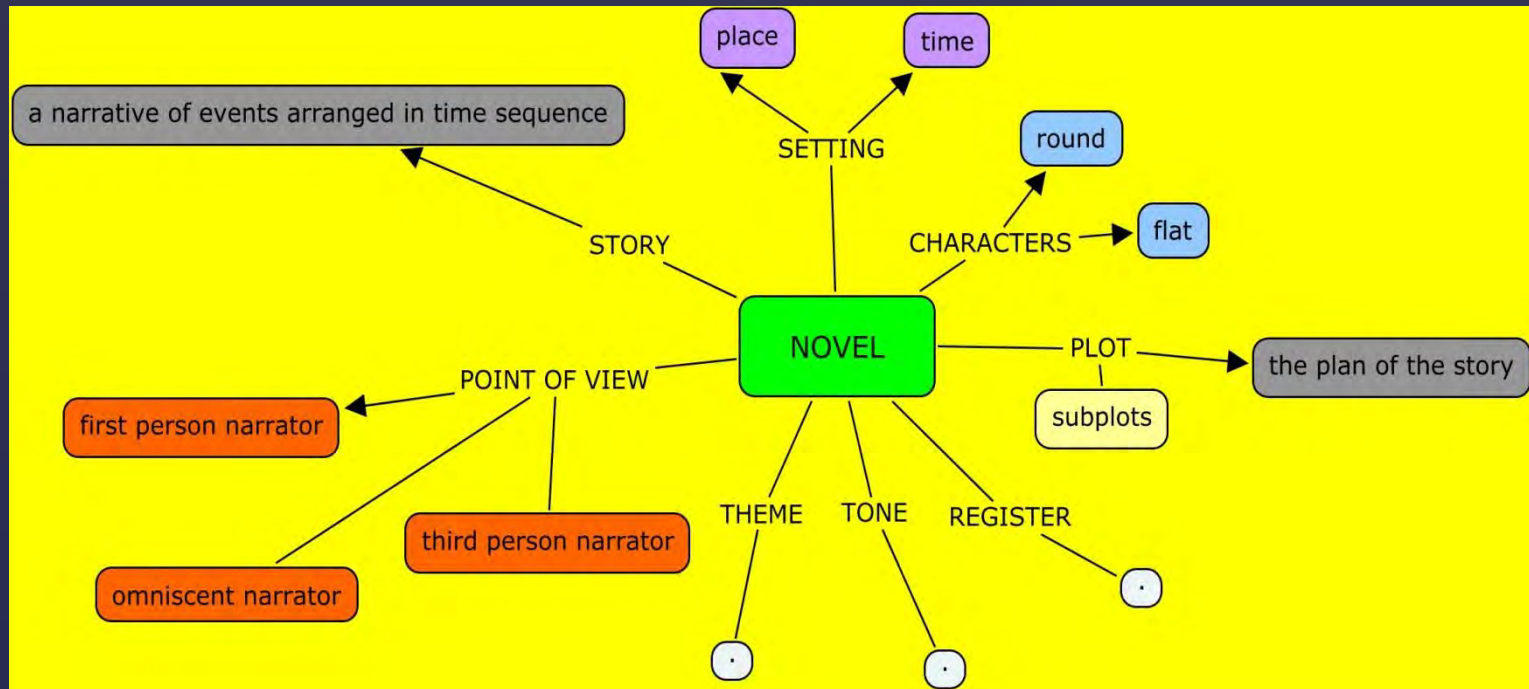 place
time
a narrative of events arranged in time sequence
SETTING
round
STORY
CHARACTERS
flat
NOVEL
PLOT
the plan of the story
POINT OF VIEW
subplots
first person narrator
THEME
TONE
REGISTER
third person narrator
omniscent narrator
.
.
.